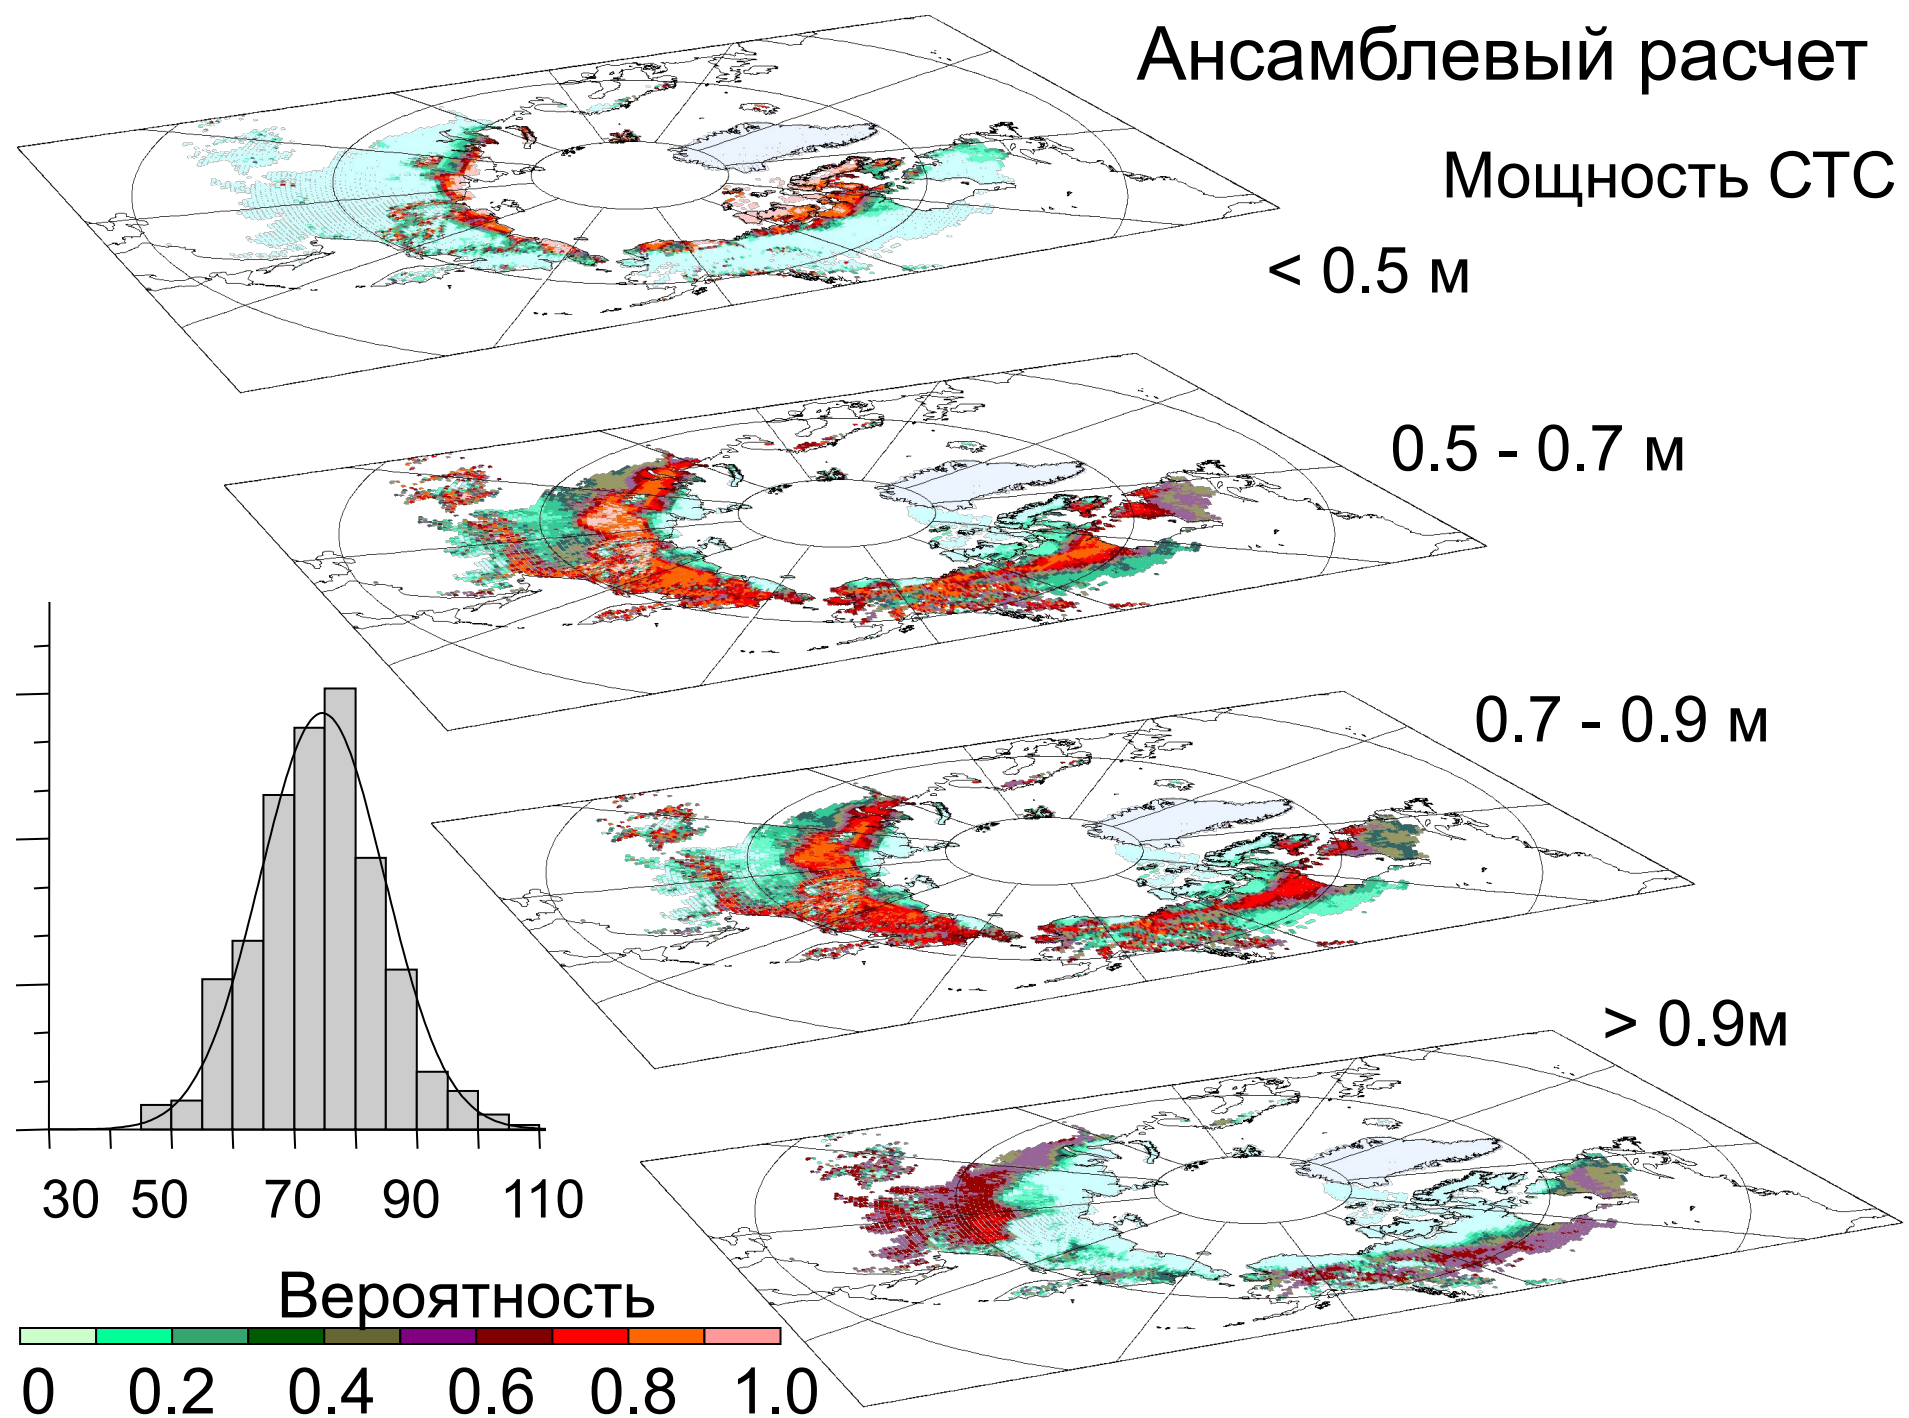 Ансамблевый расчет
Мощность СТС
< 0.5 м
0.5 - 0.7 м
0.7 - 0.9 м
> 0.9м
30 50 70 90 110
Вероятность
0 0.2 0.4 0.6 0.8 1.0